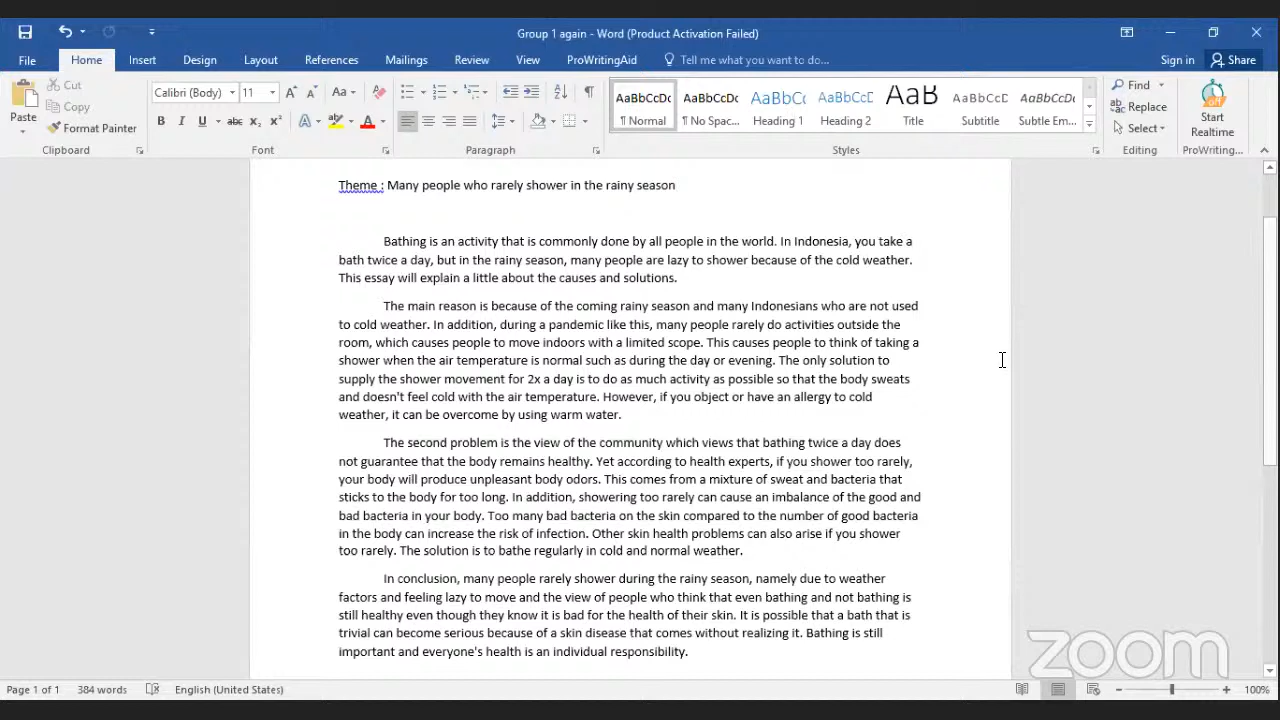 Group 1 again - Word (Product Activation Failed)
File Home Insert Design Layout References Mailings Review View ProWritingAid Tell me what you want to do... Sign in Share
Paste Cut Copy Format Painter
Calibri (Body) 11
AaBbCcDc AaBbCcDc AaBbCc AaBbCcD AaB AaBbCcD AaBbCcDc
¶ Normal ¶ No Spac... Heading 1 Heading 2 Title Subtitle Subtle Em...
Find Replace Select
Start Realtime
Clipboard Font Paragraph Styles Editing ProWriting...
Theme : Many people who rarely shower in the rainy season
Bathing is an activity that is commonly done by all people in the world. In Indonesia, you take a
bath twice a day, but in the rainy season, many people are lazy to shower because of the cold weather.
This essay will explain a little about the causes and solutions.
The main reason is because of the coming rainy season and many Indonesians who are not used
to cold weather. In addition, during a pandemic like this, many people rarely do activities outside the
room, which causes people to move indoors with a limited scope. This causes people to think of taking a
shower when the air temperature is normal such as during the day or evening. The only solution to
supply the shower movement for 2x a day is to do as much activity as possible so that the body sweats
and doesn't feel cold with the air temperature. However, if you object or have an allergy to cold
weather, it can be overcome by using warm water.
The second problem is the view of the community which views that bathing twice a day does
not guarantee that the body remains healthy. Yet according to health experts, if you shower too rarely,
your body will produce unpleasant body odors. This comes from a mixture of sweat and bacteria that
sticks to the body for too long. In addition, showering too rarely can cause an imbalance of the good and
bad bacteria in your body. Too many bad bacteria on the skin compared to the number of good bacteria
in the body can increase the risk of infection. Other skin health problems can also arise if you shower
too rarely. The solution is to bathe regularly in cold and normal weather.
In conclusion, many people rarely shower during the rainy season, namely due to weather
factors and feeling lazy to move and the view of people who think that even bathing and not bathing is
still healthy even though they know it is bad for the health of their skin. It is possible that a bath that is
trivial can become serious because of a skin disease that comes without realizing it. Bathing is still
important and everyone's health is an individual responsibility.
zoom
Page 1 of 1 384 words English (United States) 100%